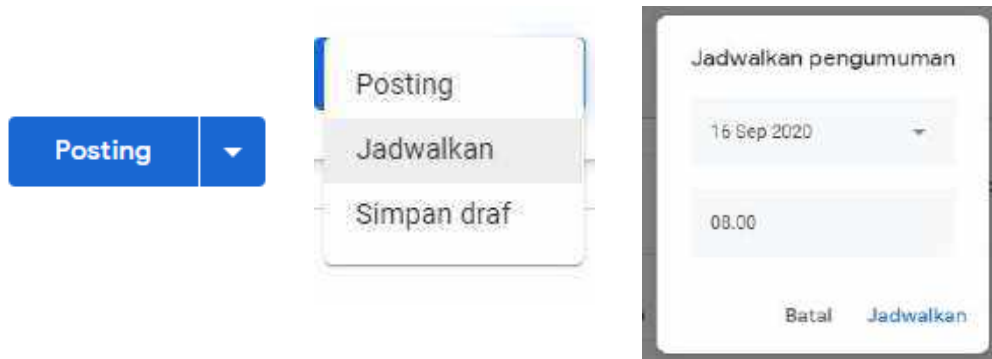 Posting
Posting
Jadwalkan
Simpan draf
Jadwalkan pengumuman
16 Sep 2020
08.00
Batal Jadwalkan